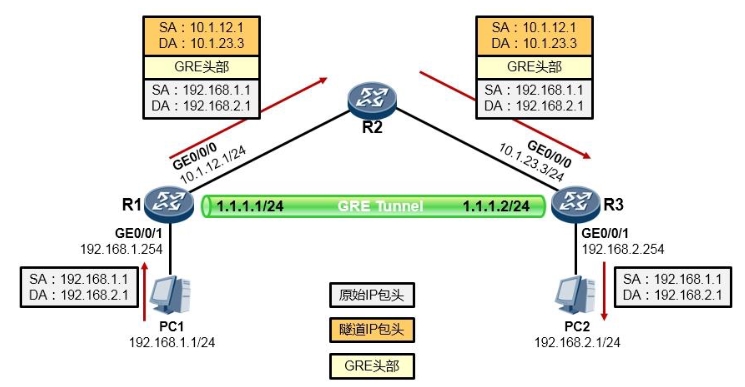 SA：10.1.12.1
DA：10.1.23.3
GRE头部
SA：192.168.1.1
DA：192.168.2.1
SA：10.1.12.1
DA：10.1.23.3
GRE头部
SA：192.168.1.1
DA：192.168.2.1
R2
GE0/0/0
10.1.12.1/24
GE0/0/0
10.1.23.3/24
R1
1.1.1.1/24
GRE Tunnel
1.1.1.2/24
R3
GE0/0/1
192.168.1.254
GE0/0/1
192.168.2.254
SA：192.168.1.1
DA：192.168.2.1
PC1
192.168.1.1/24
原始IP包头
隧道IP包头
GRE头部
SA：192.168.1.1
DA：192.168.2.1
PC2
192.168.2.1/24